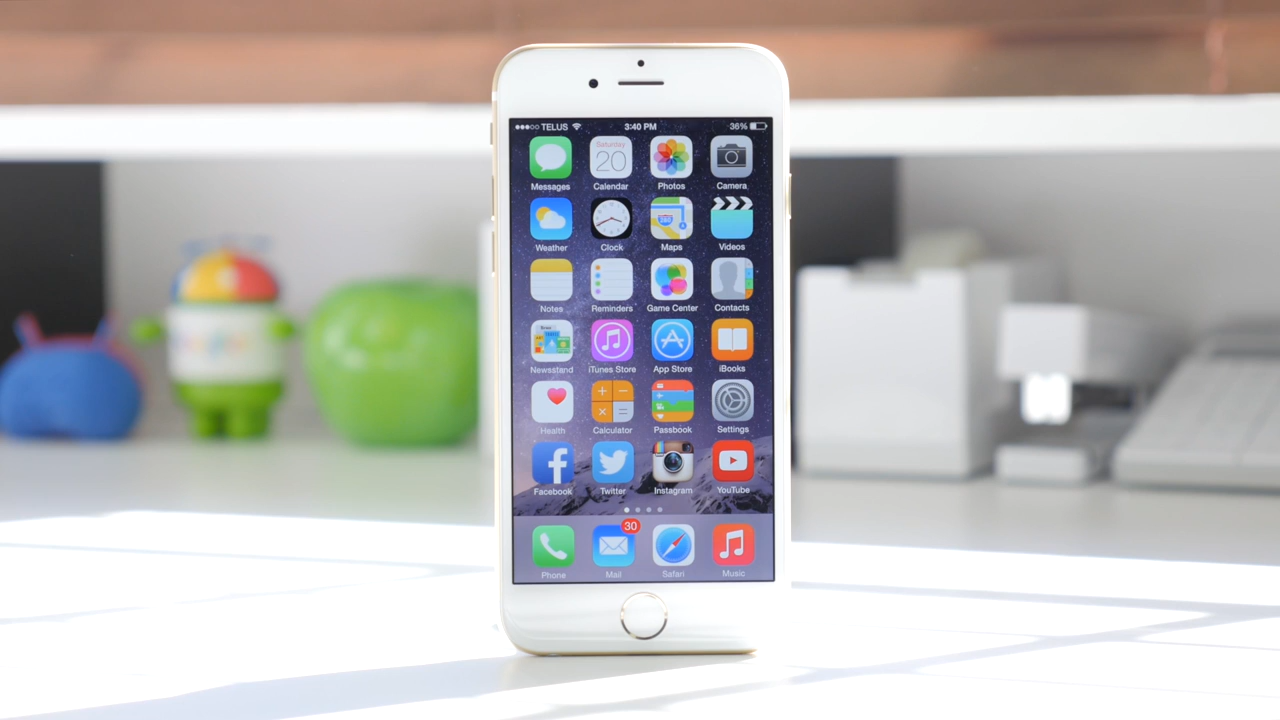 TELUS 3:40 PM 36%
Saturday
20
Messages Calendar Photos Camera
280
Weather Clock Maps Videos
Notes Reminders Game Center Contacts
News
Newsstand iTunes Store App Store iBooks
Health Calculator Passbook Settings
Facebook Twitter Instagram YouTube
30
Phone Mail Safari Music